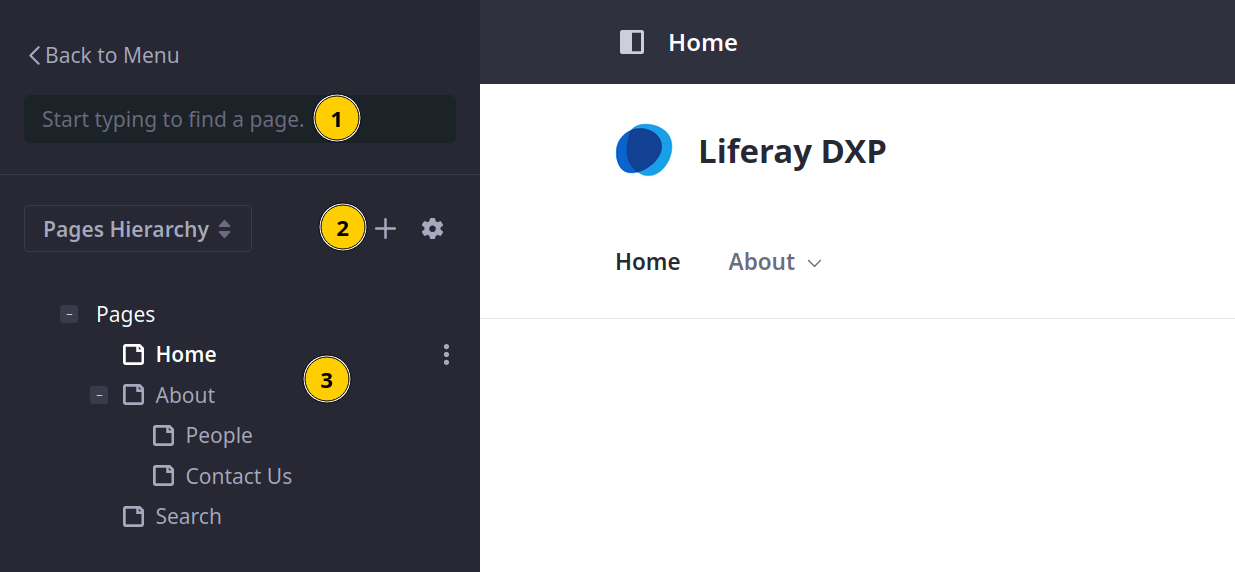 Back to Menu
Start typing to find a page. 1
Pages Hierarchy 2
Pages
Home
3
About
People
Contact Us
Search
Home
Liferay DXP
Home About